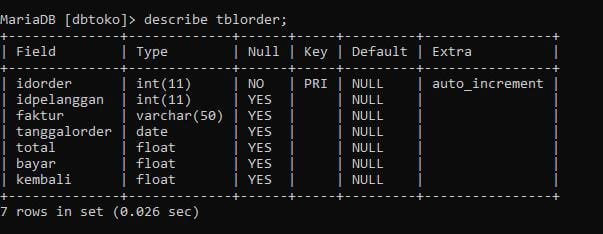 MariaDB [dbtoko]> describe tblorder;
+--------------+-------------+------+-----+---------+----------------+
| Field        | Type        | Null | Key | Default | Extra          |
+--------------+-------------+------+-----+---------+----------------+
| idorder      | int(11)     | NO   | PRI | NULL    | auto_increment |
| idpelanggan  | int(11)     | YES  |     | NULL    |                |
| faktur       | varchar(50) | YES  |     | NULL    |                |
| tanggalorder | date        | YES  |     | NULL    |                |
| total        | float       | YES  |     | NULL    |                |
| bayar        | float       | YES  |     | NULL    |                |
| kembali      | float       | YES  |     | NULL    |                |
+--------------+-------------+------+-----+---------+----------------+
7 rows in set (0.026 sec)